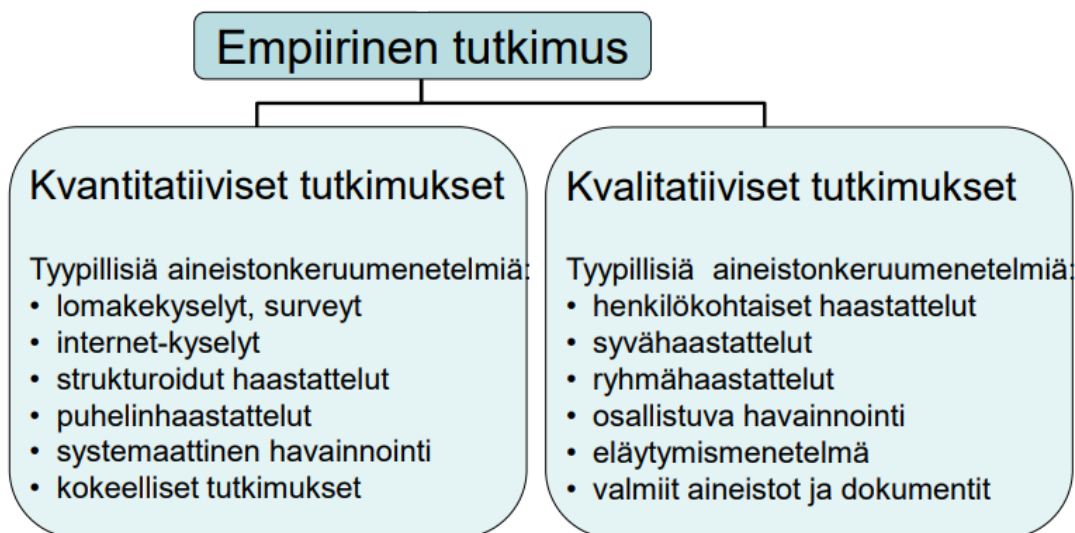 Empiirinen tutkimus
Kvantitatiiviset tutkimukset
Tyypillisiä aineistonkeruumenetelmiä:
• lomakekyselyt, surveyt
• internet-kyselyt
• strukturoidut haastattelut
• puhelinhaastattelut
• systemaattinen havainnointi
• kokeelliset tutkimukset
Kvalitatiiviset tutkimukset
Tyypillisiä aineistonkeruumenetelmiä:
• henkilökohtaiset haastattelut
• syvähaastattelut
• ryhmähaastattelut
• osallistuva havainnointi
• eläytymismenetelmä
• valmiit aineistot ja dokumentit